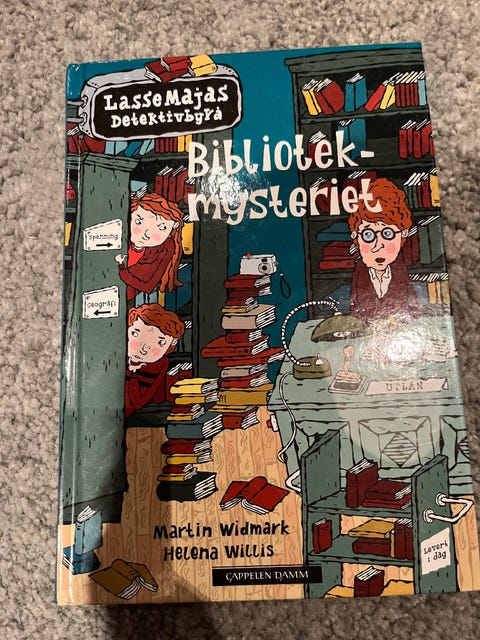 LasseMajas
Detektivbyrå
Bibliotek-
mysteriet
Spenning
Geografi
UTLÅN
Levert
i dag
Martin Widmark
Helena Willis
CAPPELEN DAMM